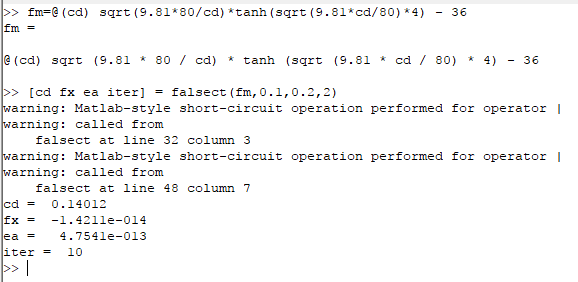 >> fm=@(cd) sqrt(9.81*80/cd)*tanh(sqrt(9.81*cd/80)*4) - 36
fm =
@(cd) sqrt (9.81 * 80 / cd) * tanh (sqrt (9.81 * cd / 80) * 4) - 36
>> [cd fx ea iter] = falsect(fm,0.1,0.2,2)
warning: Matlab-style short-circuit operation performed for operator |
warning: called from
falsect at line 32 column 3
warning: Matlab-style short-circuit operation performed for operator |
warning: called from
falsect at line 48 column 7
cd = 0.14012
fx = -1.4211e-014
ea = 4.7541e-013
iter = 10
>>